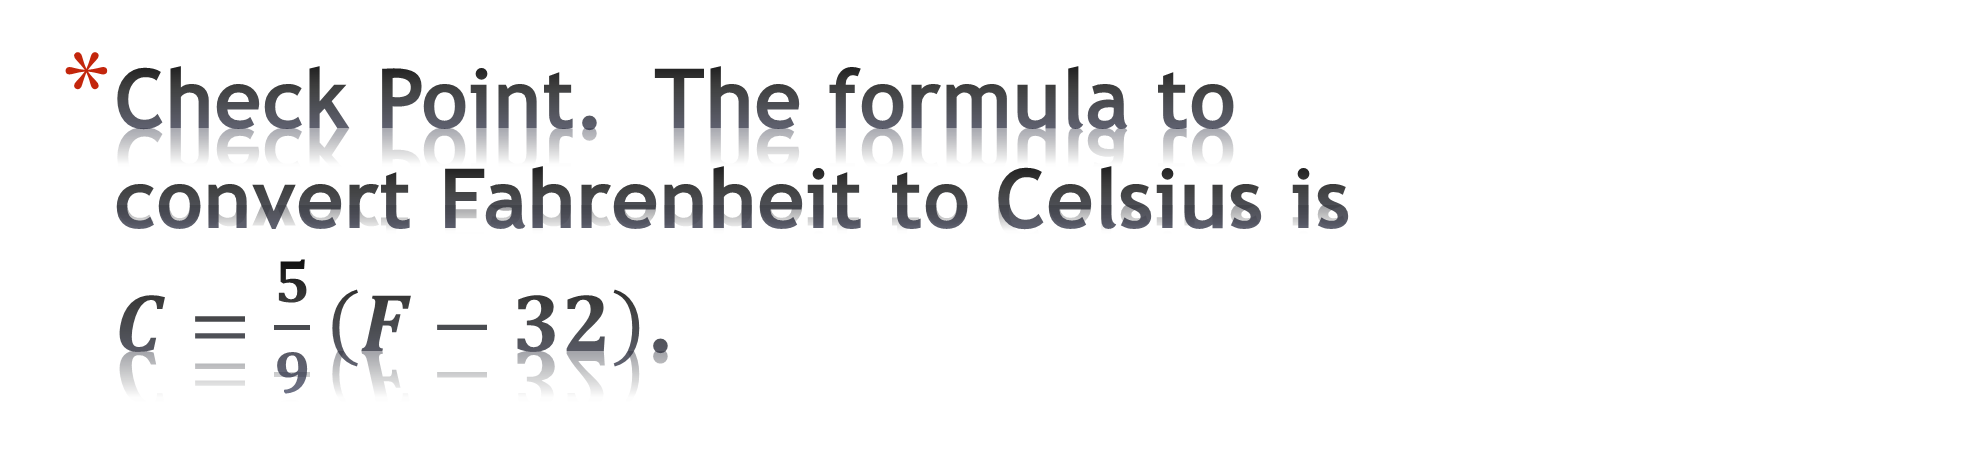 *Check Point.  The formula to
convert Fahrenheit to Celsius is
C = 5/9 (F − 32).